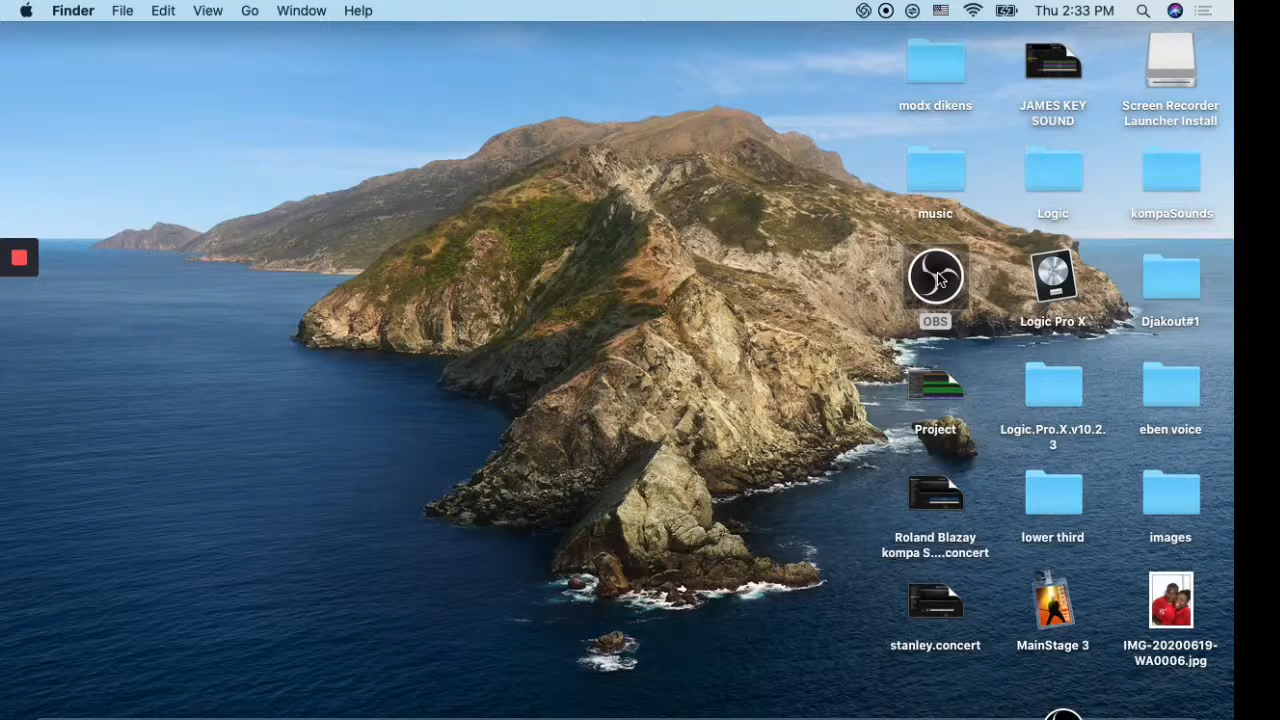 Finder File Edit View Go Window Help Thu 2:33 PM
modx dikens
JAMES KEY
SOUND
Screen Recorder
Launcher Install
music
Logic
kompaSounds
OBS
Logic Pro X
Djakout#1
Project
Logic.Pro.X.v10.2.
3
eben voice
Roland Blazay
kompa S....concert
lower third
images
stanley.concert
MainStage 3
IMG-20200619-
WA0006.jpg